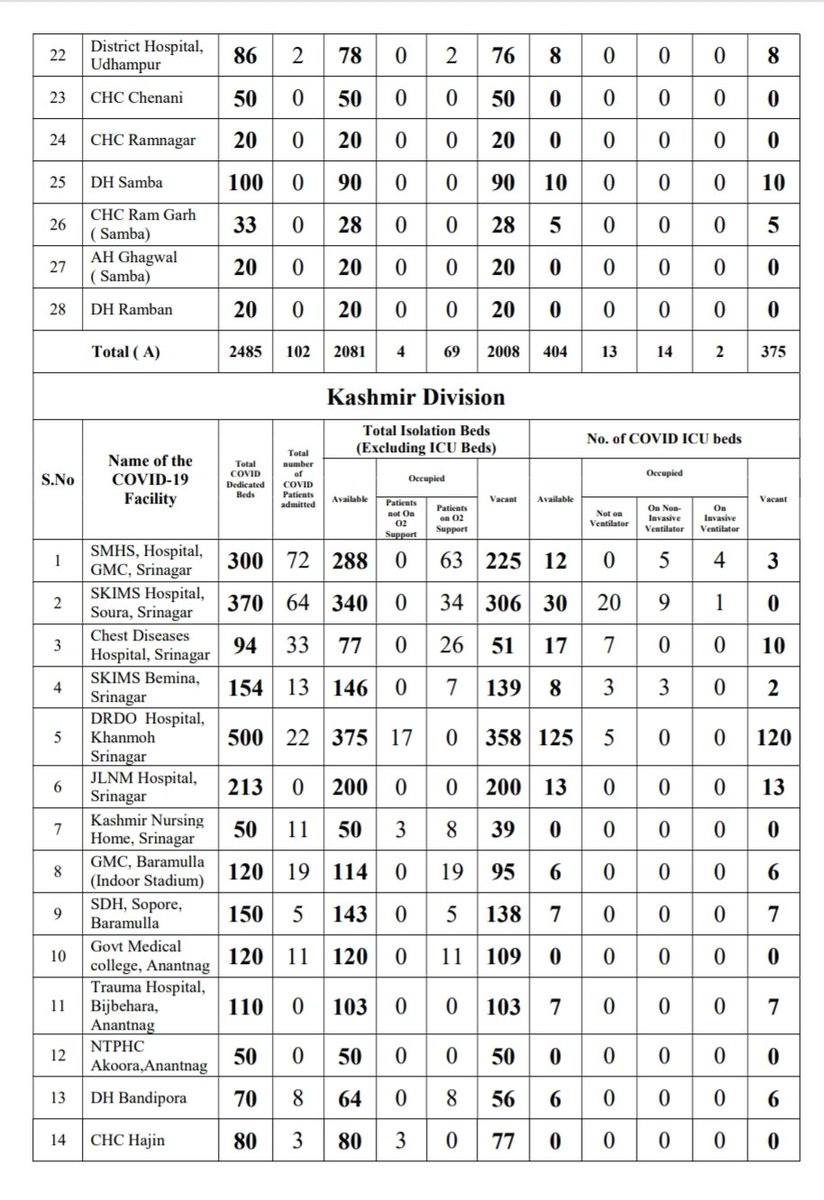 22 District Hospital, Udhampur 86 2 78 0 2 76 8 0 0 0 8
23 CHC Chenani 50 0 50 0 0 50 0 0 0 0 0
24 CHC Ramnagar 20 0 20 0 0 20 0 0 0 0 0
25 DH Samba 100 0 90 0 0 90 10 0 0 0 10
26 CHC Ram Garh ( Samba) 33 0 28 0 0 28 5 0 0 0 5
27 AH Ghagwal ( Samba) 20 0 20 0 0 20 0 0 0 0 0
28 DH Ramban 20 0 20 0 0 20 0 0 0 0 0
Total ( A) 2485 102 2081 4 69 2008 404 13 14 2 375
Kashmir Division
S.No
Name of the
COVID-19
Facility
Total
COVID
Dedicated
Beds
Total
number
of
COVID
Patients
admitted
Total Isolation Beds
(Excluding ICU Beds)
No. of COVID ICU beds
Available
Occupied
Patients
not On
O2
Support
Patients
on O2
Support
Vacant
Available
Occupied
Not on
Ventilator
On Non-
Invasive
Ventilator
On
Invasive
Ventilator
Vacant
1 SMHS, Hospital, GMC, Srinagar 300 72 288 0 63 225 12 0 5 4 3
2 SKIMS Hospital, Soura, Srinagar 370 64 340 0 34 306 30 20 9 1 0
3 Chest Diseases Hospital, Srinagar 94 33 77 0 26 51 17 7 0 0 10
4 SKIMS Bemina, Srinagar 154 13 146 0 7 139 8 3 3 0 2
5 DRDO Hospital, Khanmoh Srinagar 500 22 375 17 0 358 125 5 0 0 120
6 JLNM Hospital, Srinagar 213 0 200 0 0 200 13 0 0 0 13
7 Kashmir Nursing Home, Srinagar 50 11 50 3 8 39 0 0 0 0 0
8 GMC, Baramulla (Indoor Stadium) 120 19 114 0 19 95 6 0 0 0 6
9 SDH, Sopore, Baramulla 150 5 143 0 5 138 7 0 0 0 7
10 Govt Medical college, Anantnag 120 11 120 0 11 109 0 0 0 0 0
11 Trauma Hospital, Bijbehara, Anantnag 110 0 103 0 0 103 7 0 0 0 7
12 NTPHC Akoora,Anantnag 50 0 50 0 0 50 0 0 0 0 0
13 DH Bandipora 70 8 64 0 8 56 6 0 0 0 6
14 CHC Hajin 80 3 80 3 0 77 0 0 0 0 0